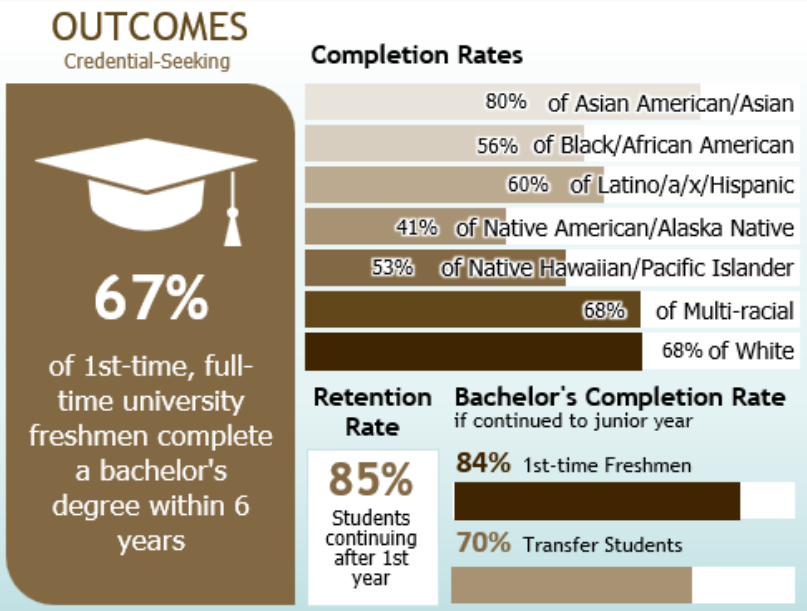 OUTCOMES
Credential-Seeking
67%
of 1st-time, full-
time university
freshmen complete
a bachelor's
degree within 6
years
Completion Rates
80% of Asian American/Asian
56% of Black/African American
60% of Latino/a/x/Hispanic
41% of Native American/Alaska Native
53% of Native Hawaiian/Pacific Islander
68% of Multi-racial
68% of White
Retention
Rate
85%
Students
continuing
after 1st
year
Bachelor's Completion Rate
if continued to junior year
84% 1st-time Freshmen
70% Transfer Students